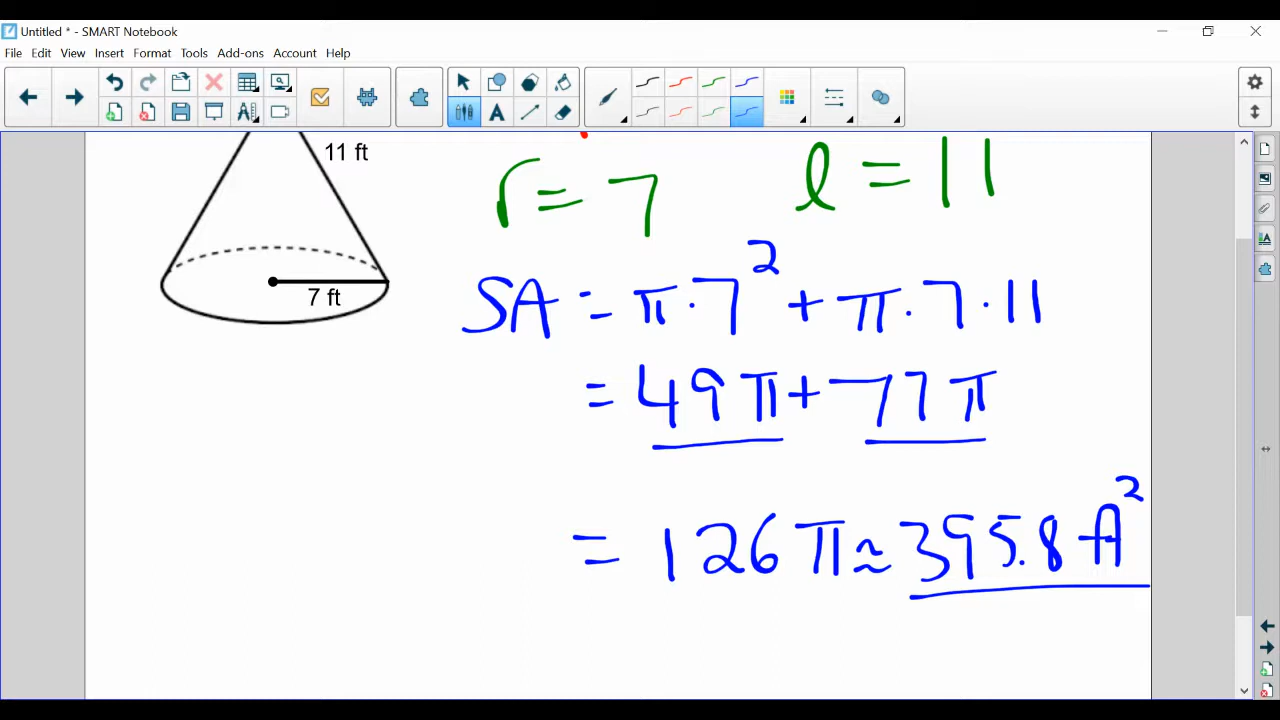 Untitled * - SMART Notebook
File Edit View Insert Format Tools Add-ons Account Help
11 ft
7 ft
r = 7
l = 11
SA = π·7² + π·7·11
= 49π + 77π
= 126π ≈ 395.8 ft²